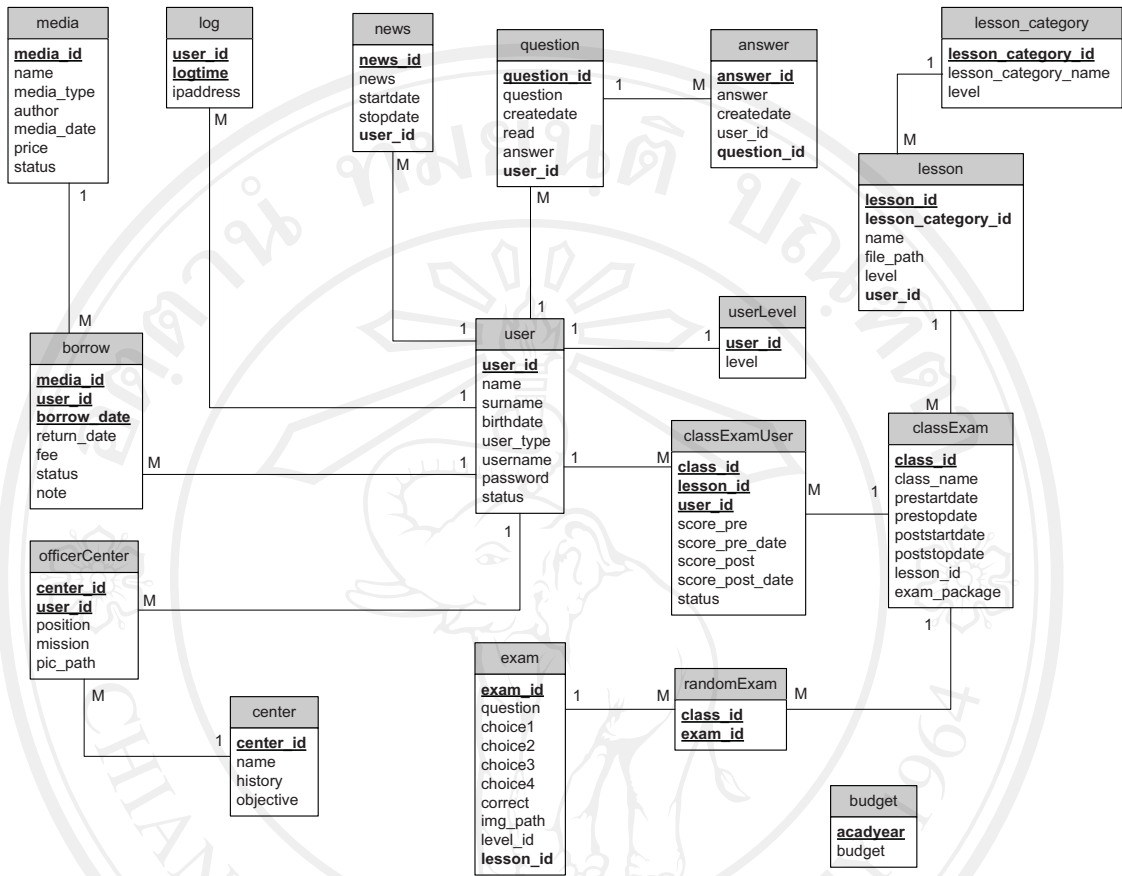 media
media_id
name
media_type
author
media_date
price
status
1
log
user_id
logtime
ipaddress
M
news
news_id
news
startdate
stopdate
user_id
M
question
question_id
question
createdate
read
answer
user_id
1
M
M
answer
answer_id
answer
createdate
user_id
question_id
lesson_category
lesson_category_id
lesson_category_name
level
1
M
lesson
lesson_id
lesson_category_id
name
file_path
level
user_id
1
M
M
borrow
media_id
user_id
borrow_date
return_date
fee
status
note
M
1
1
1
1
1
1
1
1
user
user_id
name
surname
birthdate
user_type
username
password
status
1
userLevel
user_id
level
M
classExamUser
class_id
lesson_id
user_id
score_pre
score_pre_date
score_post
score_post_date
status
M
1
classExam
class_id
class_name
prestartdate
prestopdate
poststartdate
poststopdate
lesson_id
exam_package
1
officerCenter
center_id
user_id
position
mission
pic_path
M
M
1
center
center_id
name
history
objective
exam
exam_id
question
choice1
choice2
choice3
choice4
correct
img_path
level_id
lesson_id
1
M
randomExam
class_id
exam_id
M
budget
acadyear
budget
1964